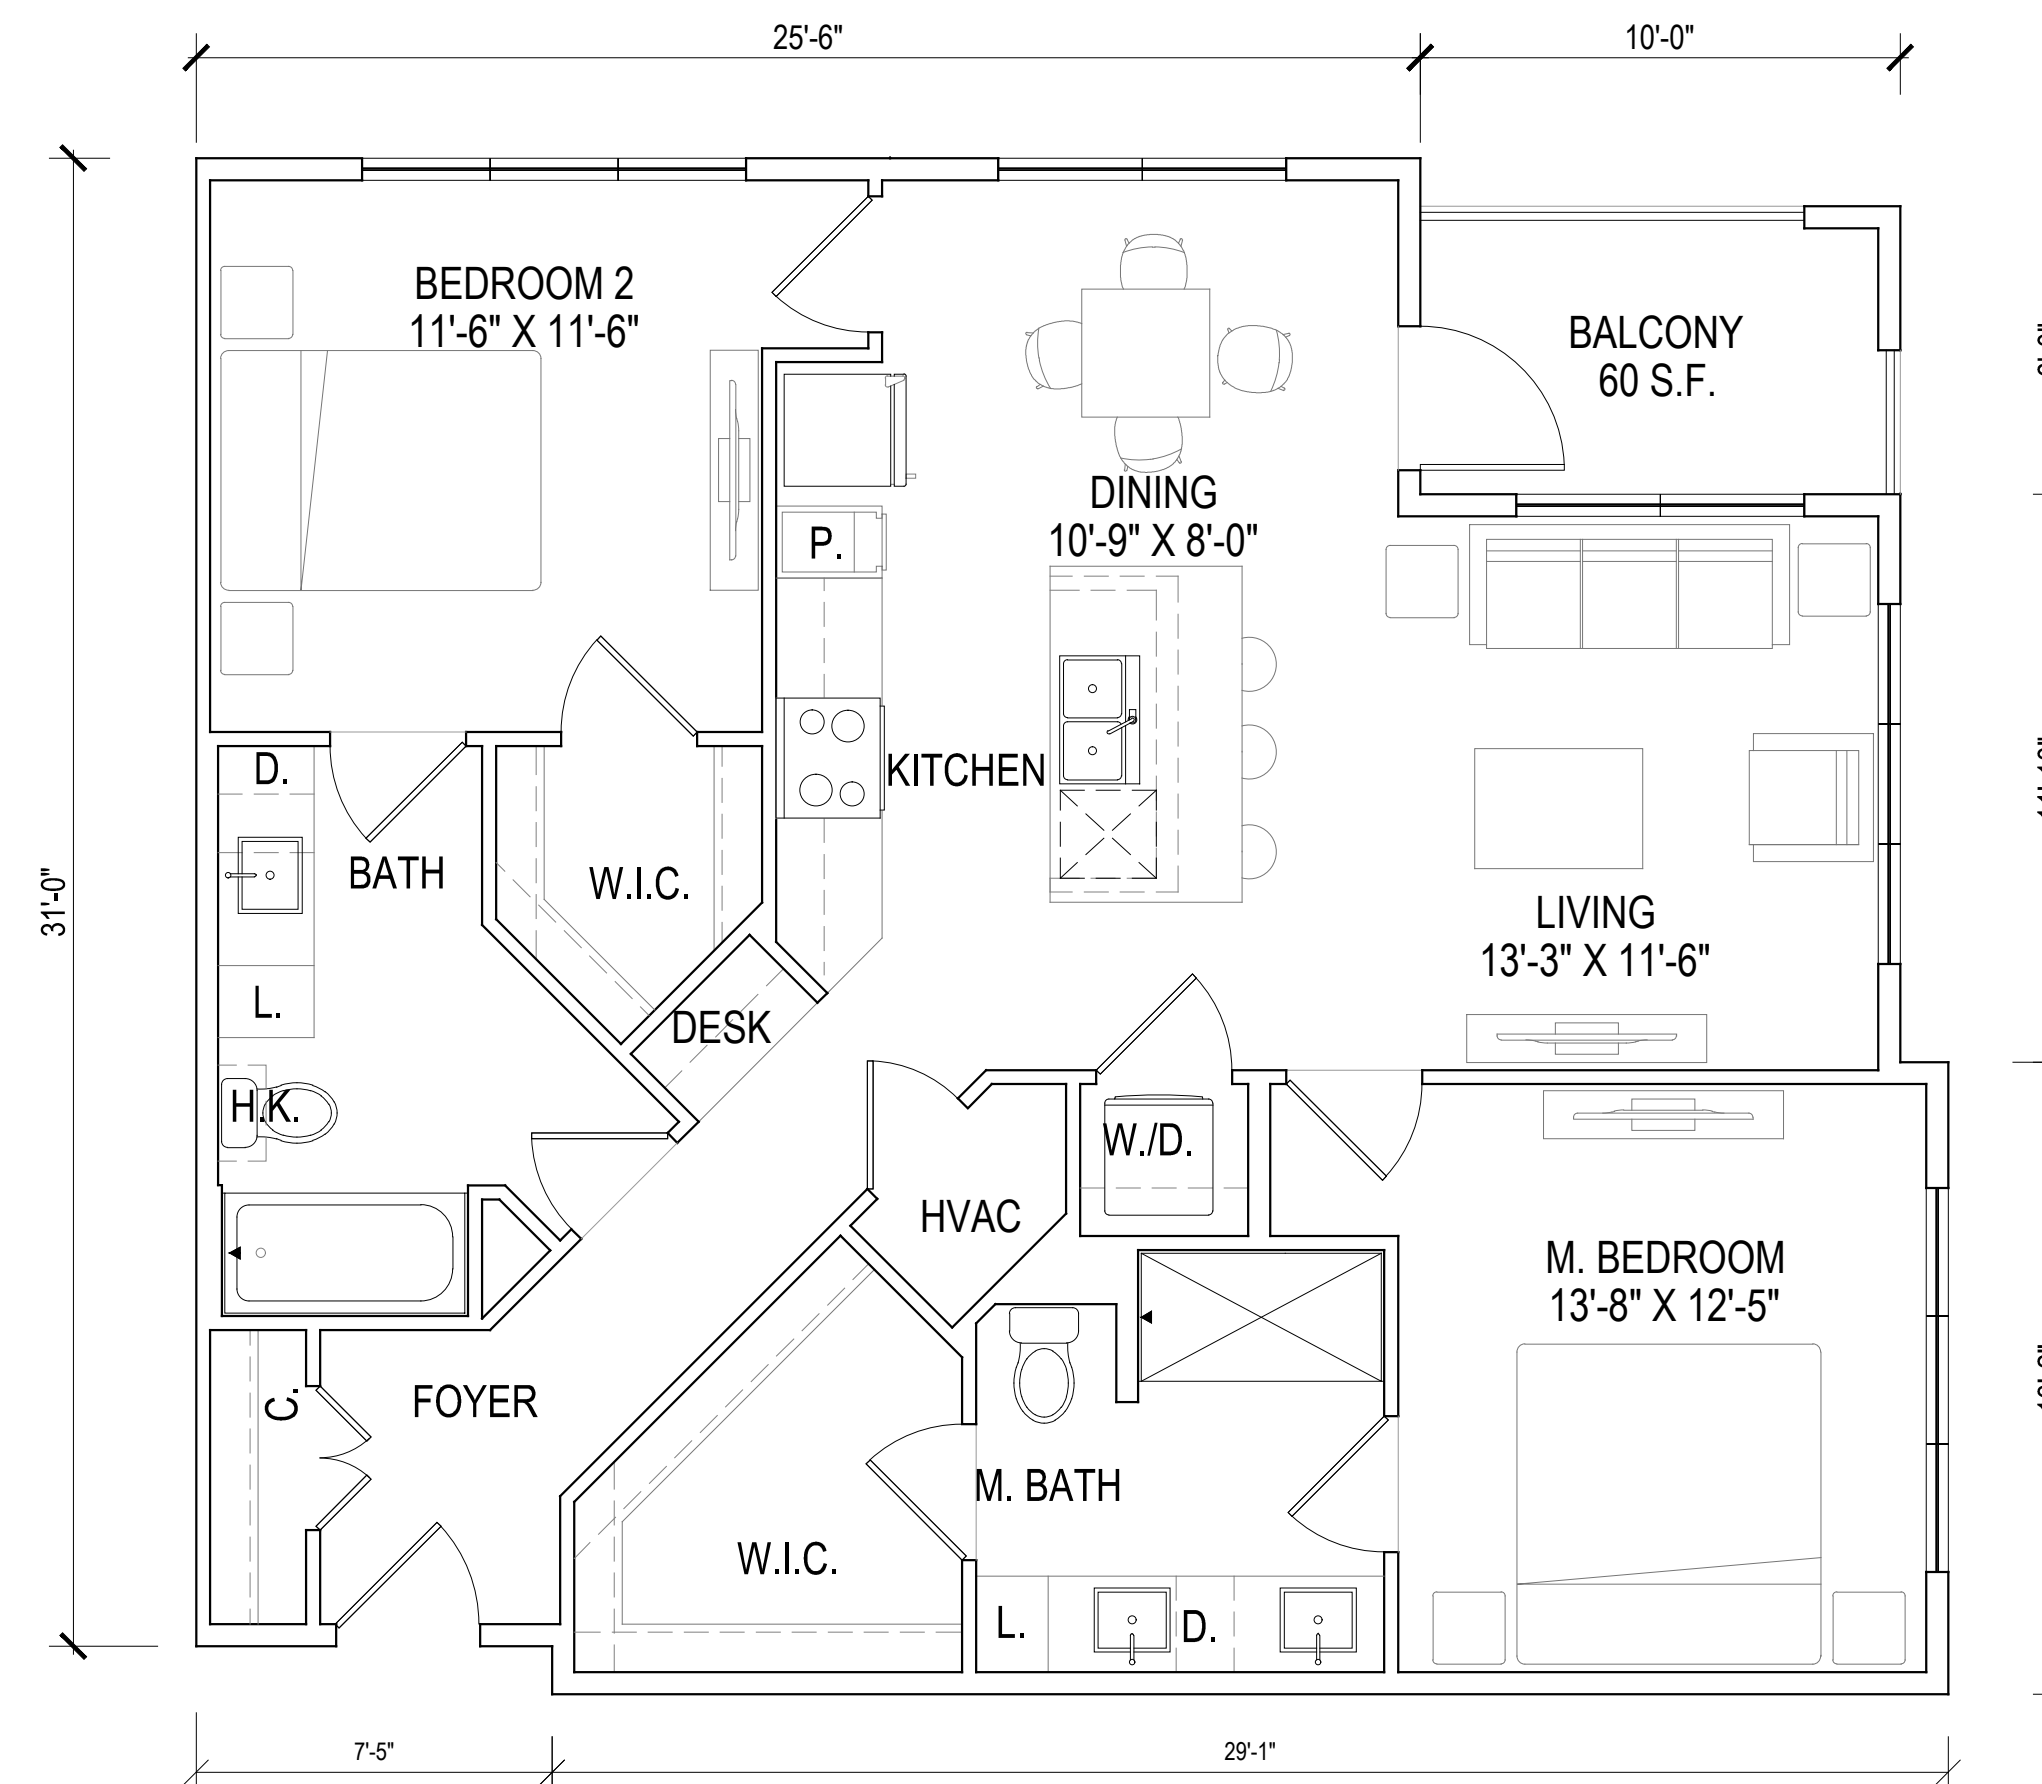 25'-6"
10'-0"
BEDROOM 2
11'-6" X 11'-6"
BALCONY
60 S.F.
DINING
10'-9" X 8'-0"
P.
KITCHEN
D.
BATH
W.I.C.
31'-0"
LIVING
13'-3" X 11'-6"
L.
DESK
H.K.
W./D.
HVAC
M. BEDROOM
13'-8" X 12'-5"
C.
FOYER
M. BATH
W.I.C.
L.
D.
7'-5"
29'-1"